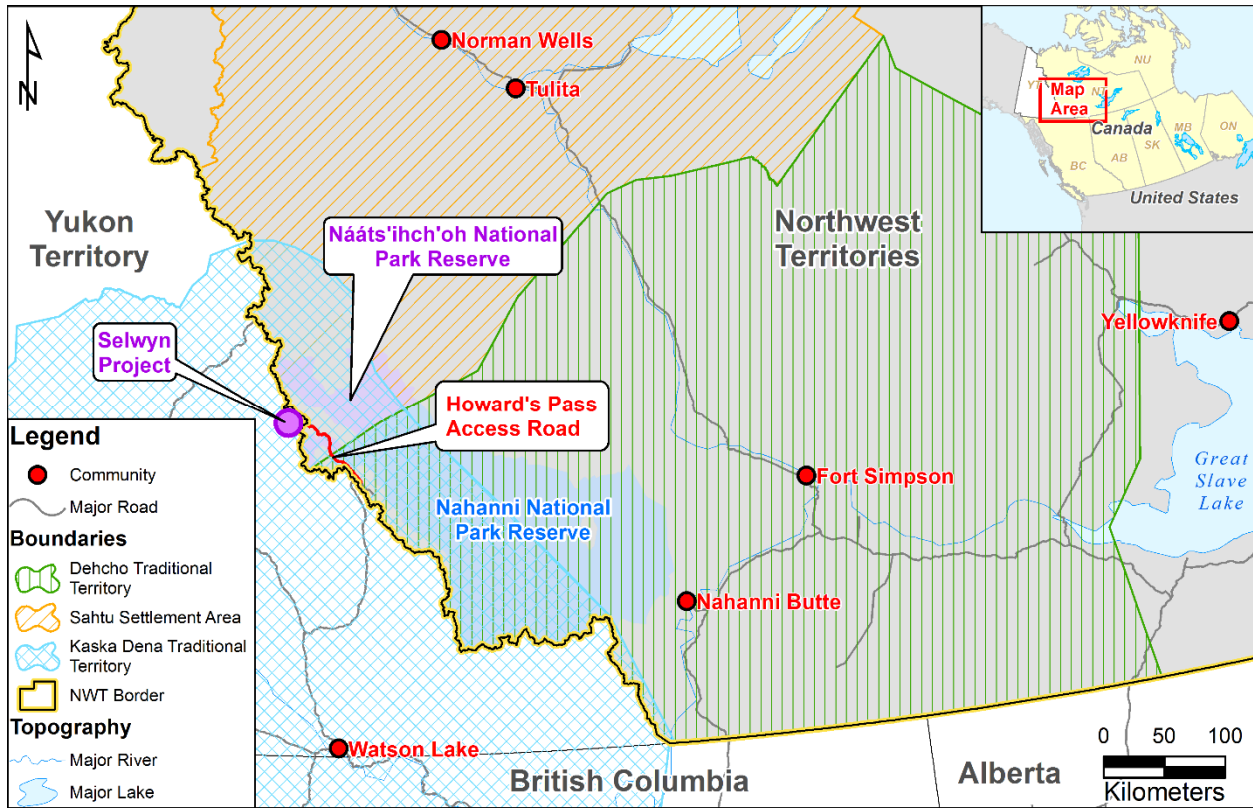 N
Norman Wells
Tulita
Yukon
Territory
Nááts'ihch'oh National
Park Reserve
Northwest
Territories
Selwyn
Project
Howard's Pass
Access Road
Yellowknife
Fort Simpson
Great
Slave
Lake
Nahanni National
Park Reserve
Nahanni Butte
Watson Lake
British Columbia
Alberta
YT
NT
NU
Map
Area
Canada
BC
AB
SK
MB
ON
United States
Legend
Community
Major Road
Boundaries
Dehcho Traditional
Territory
Sahtu Settlement Area
Kaska Dena Traditional
Territory
NWT Border
Topography
Major River
Major Lake
0 50 100
Kilometers